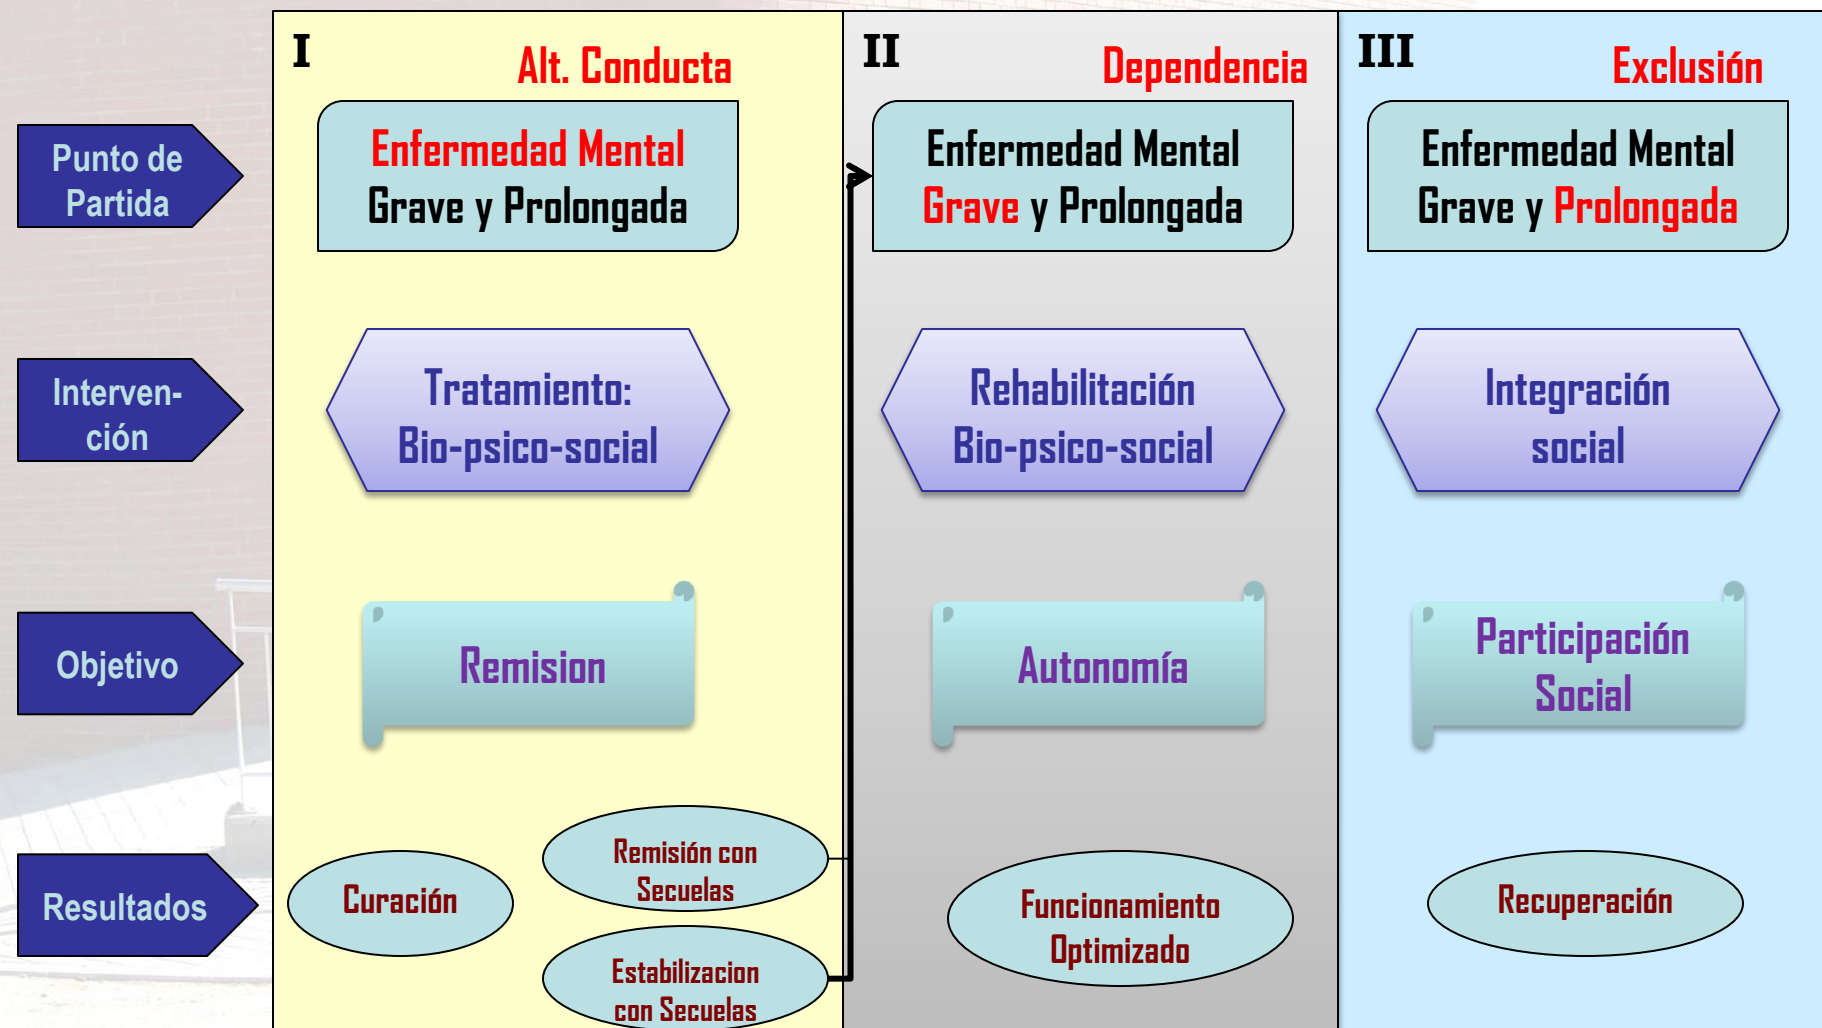 I
Alt. Conducta
II
Dependencia
III
Exclusión
Punto de
Partida
Enfermedad Mental
Grave y Prolongada
Enfermedad Mental
Grave y Prolongada
Enfermedad Mental
Grave y Prolongada
Interven-
ción
Tratamiento:
Bio-psico-social
Rehabilitación
Bio-psico-social
Integración
social
Objetivo
Remision
Autonomía
Participación
Social
Resultados
Curación
Remisión con
Secuelas
Estabilizacion
con Secuelas
Funcionamiento
Optimizado
Recuperación